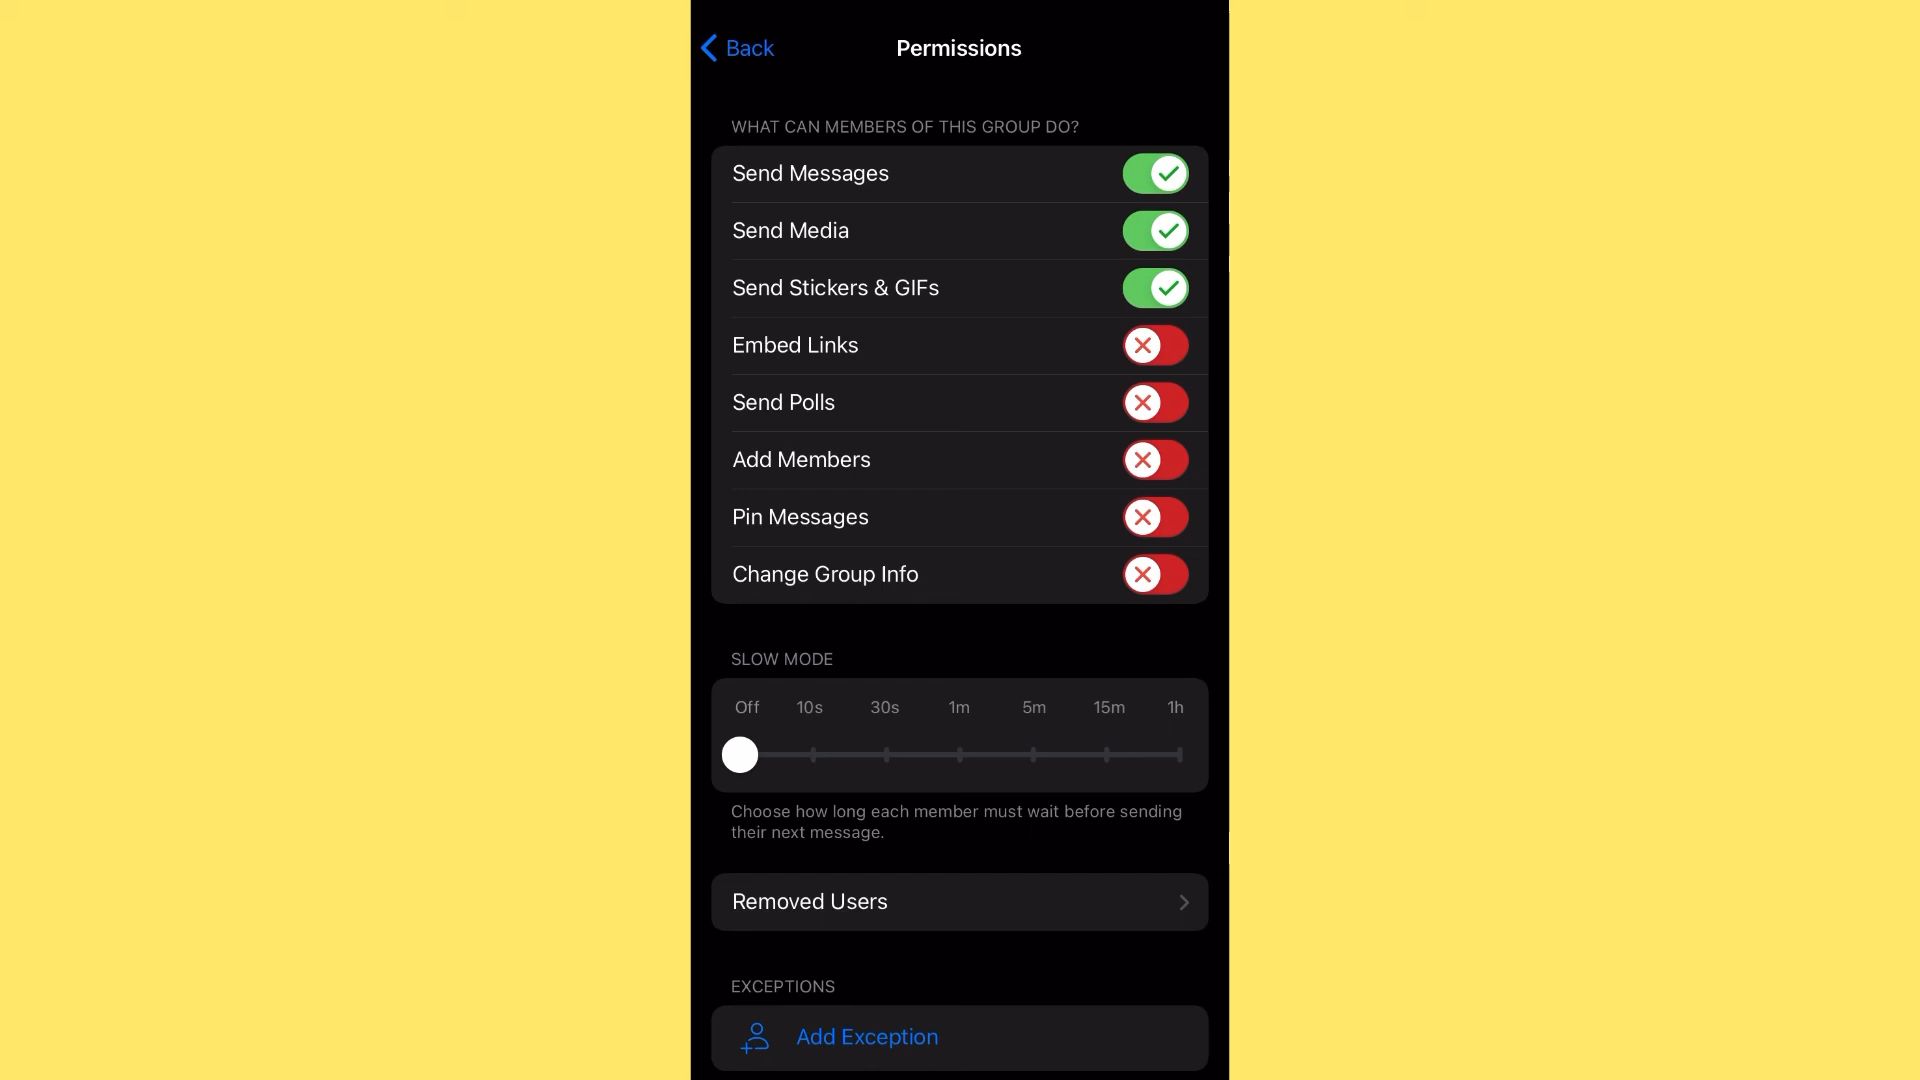 Back
Permissions
WHAT CAN MEMBERS OF THIS GROUP DO?
Send Messages
Send Media
Send Stickers & GIFs
Embed Links
Send Polls
Add Members
Pin Messages
Change Group Info
SLOW MODE
Off 10s 30s 1m 5m 15m 1h
Choose how long each member must wait before sending
their next message.
Removed Users
EXCEPTIONS
Add Exception